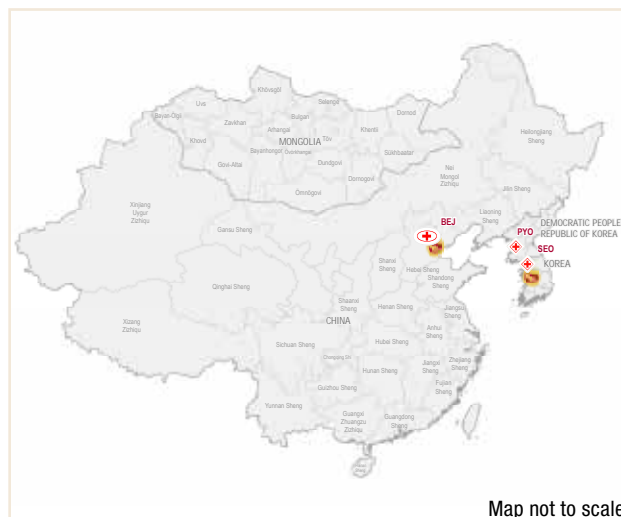 Khövsgöl
Uvs
Selenge
Bayan-Ölgii
Zavkhan
Bulgan
Dornod
Arhangai
Töv
Khentii
Khovd
MONGOLIA
Bayanhongor
Övörkhangai
Sükhbaatar
Govi-Altai
Dundgovi
Dornogovi
Ömnögovi
Heilongjiang
Sheng
Nei
Mongol
Zizhiqu
Jilin Sheng
Xinjiang
Uygur
Zizhiqu
Liaoning
Sheng
BEJ
DEMOCRATIC PEOPLE
REPUBLIC OF KOREA
PYO
SEO
KOREA
Gansu Sheng
Shanxi
Sheng
Hebei Sheng
Shandong
Sheng
Qinghai Sheng
Shaanxi
Sheng
Henan Sheng
Jiangsu
Sheng
Xizang
Zizhiqu
CHINA
Anhui
Sheng
Sichuan Sheng
Hubei Sheng
Chongqing Shi
Zhejiang
Sheng
Jiangxi
Sheng
Hunan Sheng
Guizhou Sheng
Fujian
Sheng
Yunnan Sheng
Guangxi
Zhuangzu
Zizhiqu
Guangdong
Sheng
Map not to scale